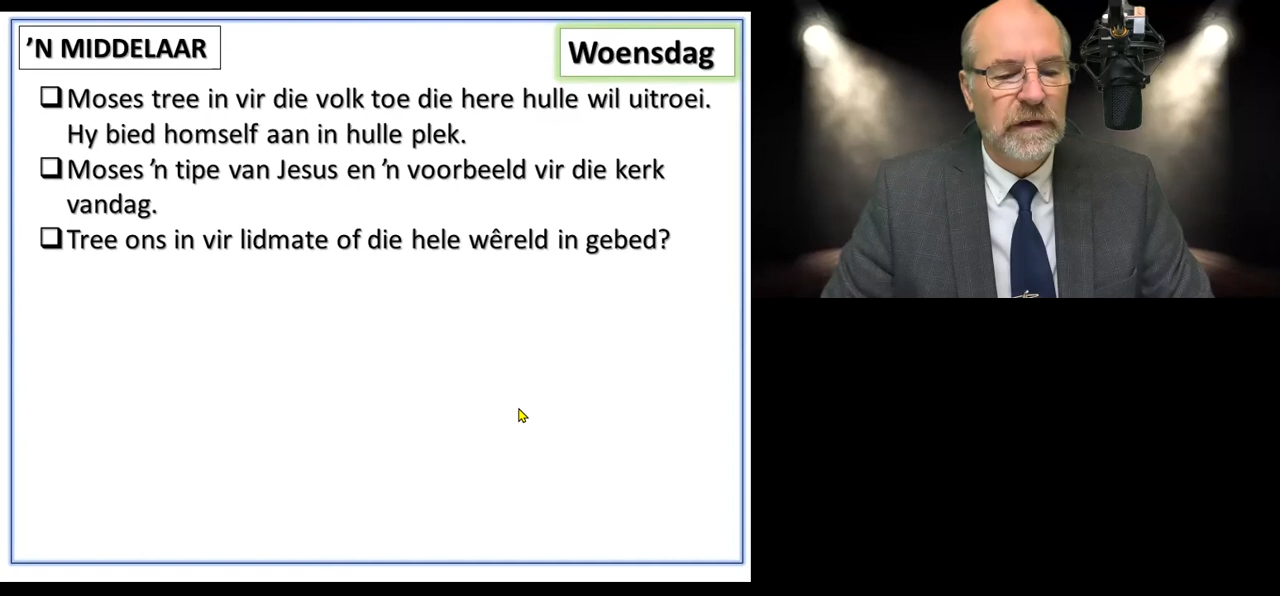 ’N MIDDELAAR
Woensdag
Moses tree in vir die volk toe die here hulle wil uitroei.
Hy bied homself aan in hulle plek.
Moses ’n tipe van Jesus en ’n voorbeeld vir die kerk
vandag.
Tree ons in vir lidmate of die hele wêreld in gebed?